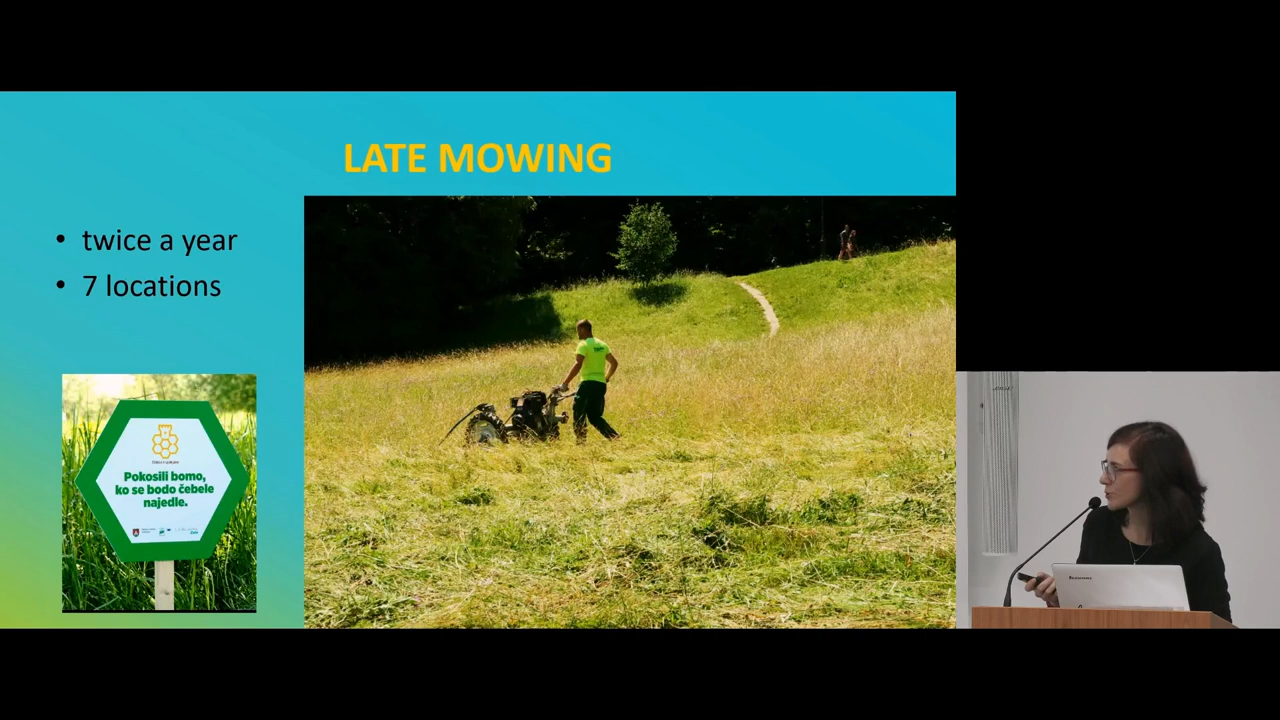 LATE MOWING
• twice a year
• 7 locations
Pokosili bomo,
ko se bodo čebele
najedle.